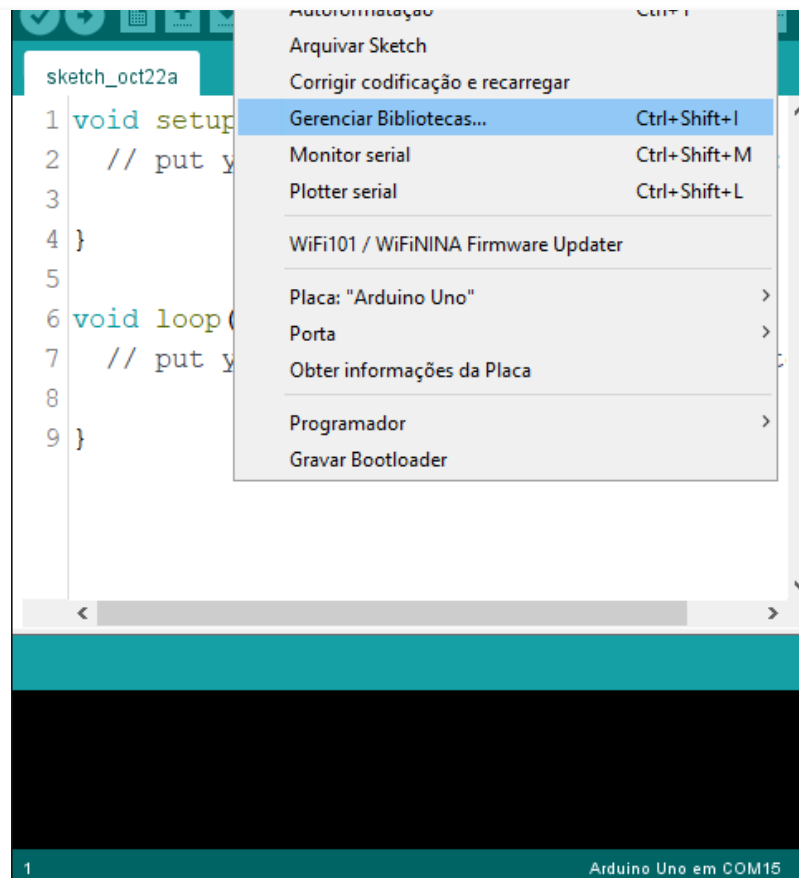 Autoformatação Ctrl+T
Arquivar Sketch
sketch_oct22a
Corrigir codificação e recarregar
1 void setup
Gerenciar Bibliotecas... Ctrl+Shift+I
2 // put y
Monitor serial Ctrl+Shift+M
3
Plotter serial Ctrl+Shift+L
4 }
WiFi101 / WiFiNINA Firmware Updater
5
Placa: "Arduino Uno"
6 void loop(
Porta
7 // put y
Obter informações da Placa
8
Programador
9 }
Gravar Bootloader
1 Arduino Uno em COM15